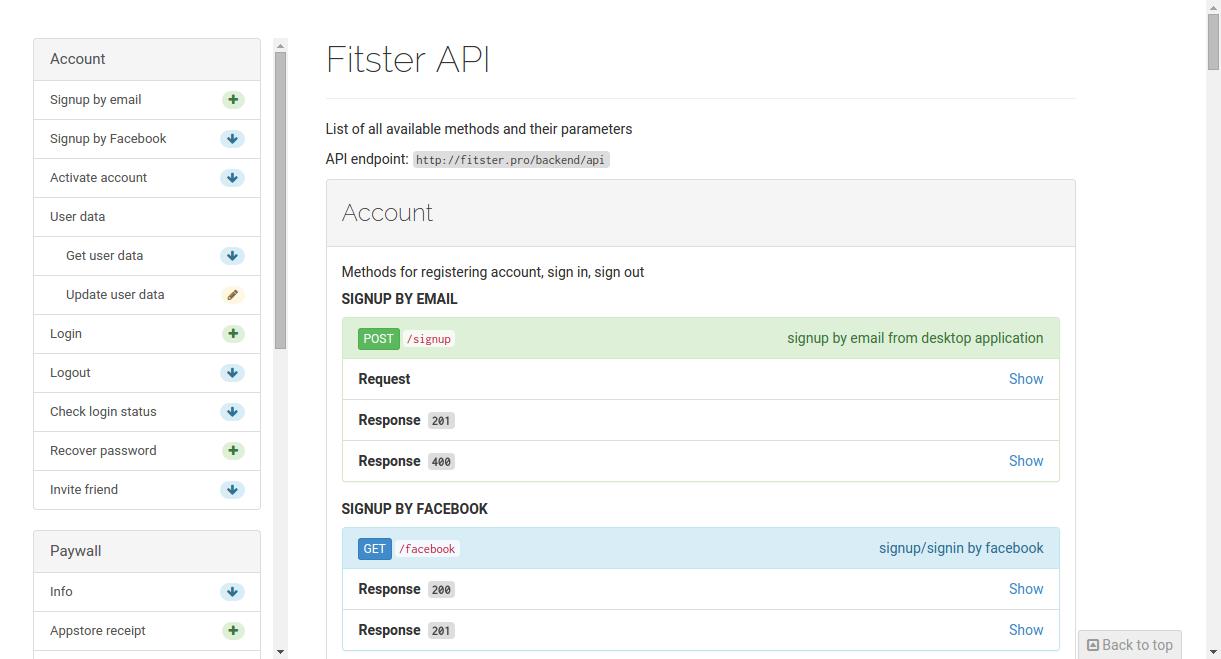 Account
Signup by email
Signup by Facebook
Activate account
User data
Get user data
Update user data
Login
Logout
Check login status
Recover password
Invite friend
Paywall
Info
Appstore receipt
Fitster API
List of all available methods and their parameters
API endpoint: http://fitster.pro/backend/api
Account
Methods for registering account, sign in, sign out
SIGNUP BY EMAIL
POST /signup signup by email from desktop application
Request Show
Response 201
Response 400 Show
SIGNUP BY FACEBOOK
GET /facebook signup/signin by facebook
Response 200 Show
Response 201 Show
Back to top